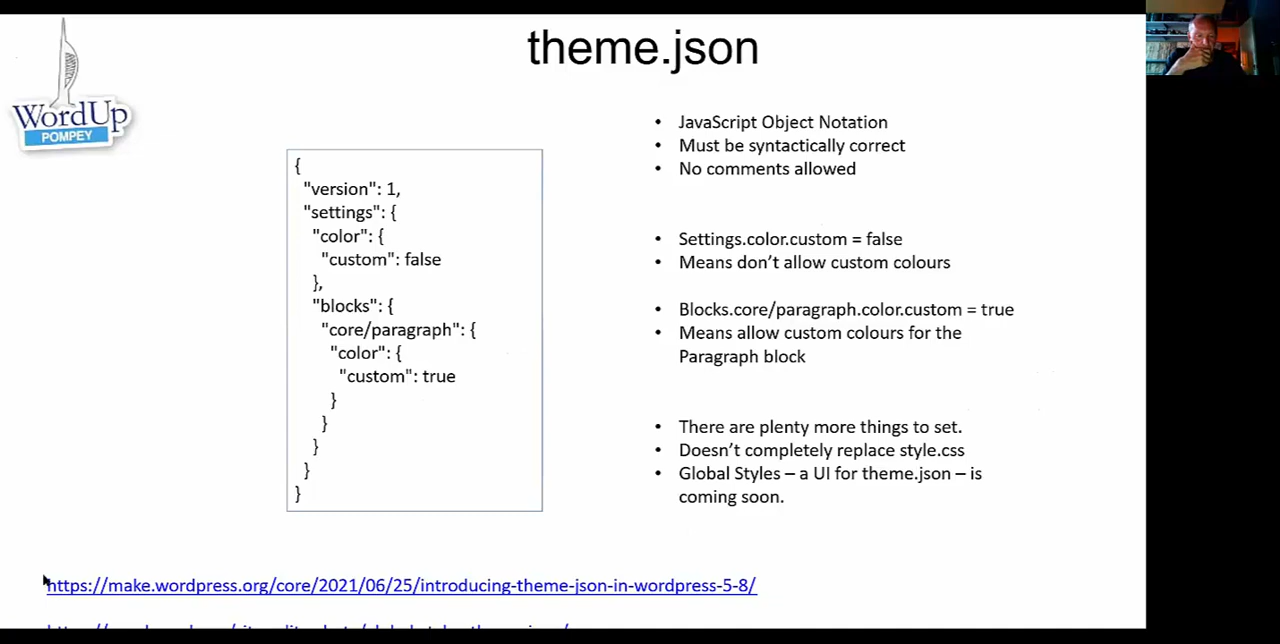 theme.json
WordUp
POMPEY
{
"version": 1,
"settings": {
"color": {
"custom": false
},
"blocks": {
"core/paragraph": {
"color": {
"custom": true
}
}
}
}
}
• JavaScript Object Notation
• Must be syntactically correct
• No comments allowed
• Settings.color.custom = false
• Means don’t allow custom colours
• Blocks.core/paragraph.color.custom = true
• Means allow custom colours for the
Paragraph block
• There are plenty more things to set.
• Doesn’t completely replace style.css
• Global Styles – a UI for theme.json – is
coming soon.
https://make.wordpress.org/core/2021/06/25/introducing-theme-json-in-wordpress-5-8/